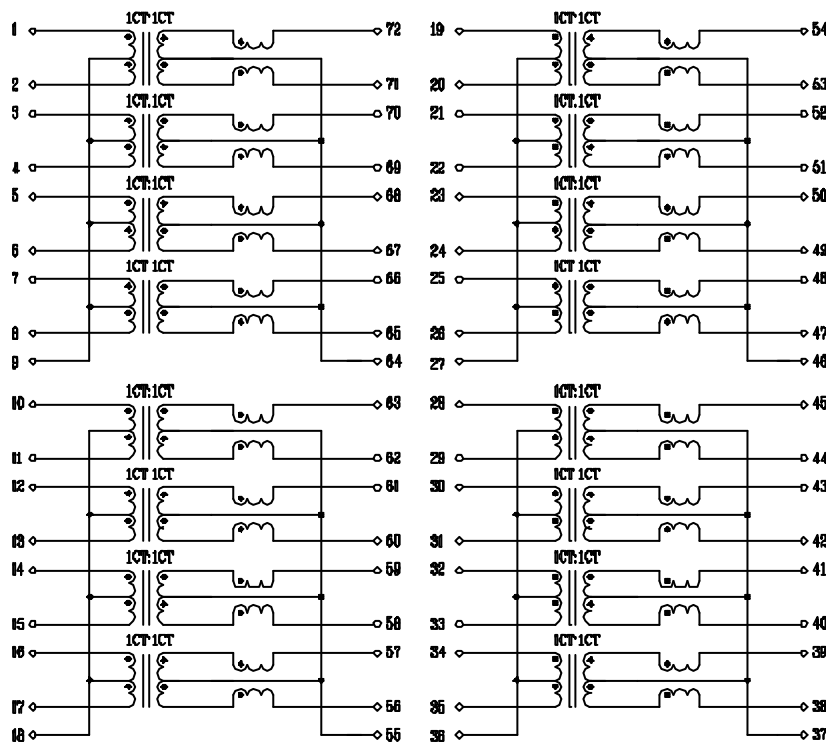 1CT:1CT 1CT:1CT
1 72 19 54
2 71 20 53
1CT:1CT 1CT:1CT
3 70 21 52
4 69 22 51
1CT:1CT 1CT:1CT
5 68 23 50
6 67 24 49
1CT:1CT 1CT:1CT
7 66 25 48
8 65 26 47
9 64 27 46
1CT:1CT 1CT:1CT
10 63 28 45
11 62 29 44
1CT:1CT 1CT:1CT
12 61 30 43
13 60 31 42
1CT:1CT 1CT:1CT
14 59 32 41
15 58 33 40
1CT:1CT 1CT:1CT
16 57 34 39
17 56 35 38
18 55 36 37